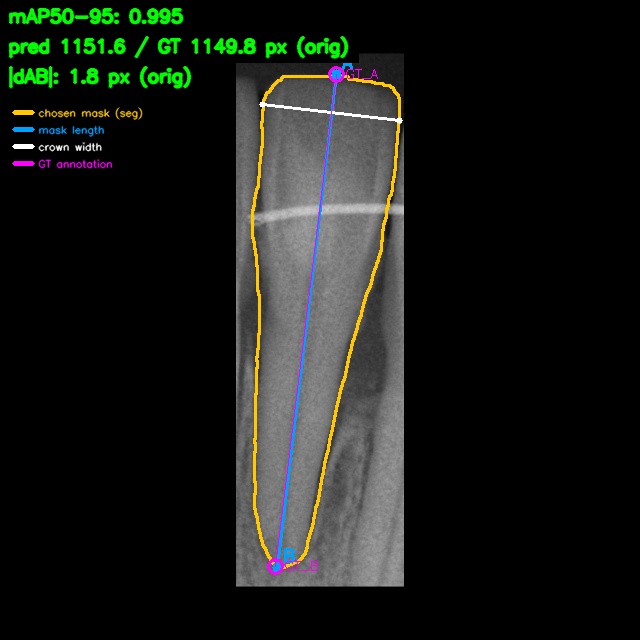 mAP50-95: 0.995
pred 1151.6 / GT 1149.8 px (orig)
|dAB|: 1.8 px (orig)
chosen mask (seg)
mask length
crown width
GT annotation
GT_A